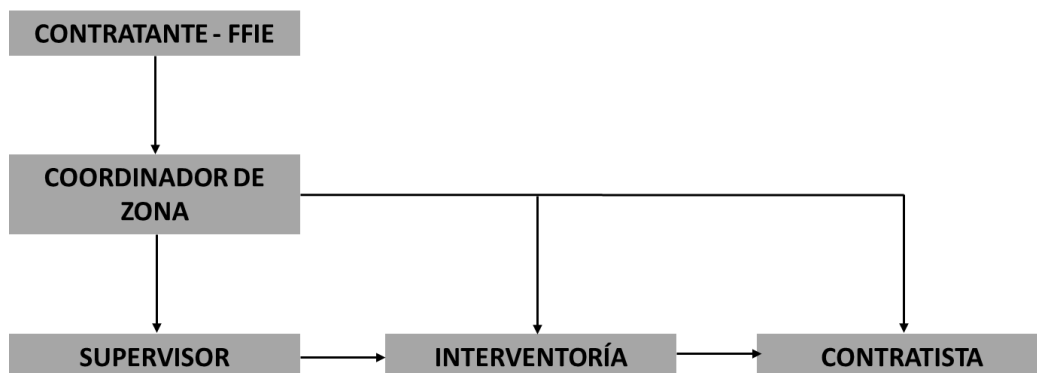 CONTRATANTE - FFIE
COORDINADOR DE
ZONA
SUPERVISOR
INTERVENTORÍA
CONTRATISTA